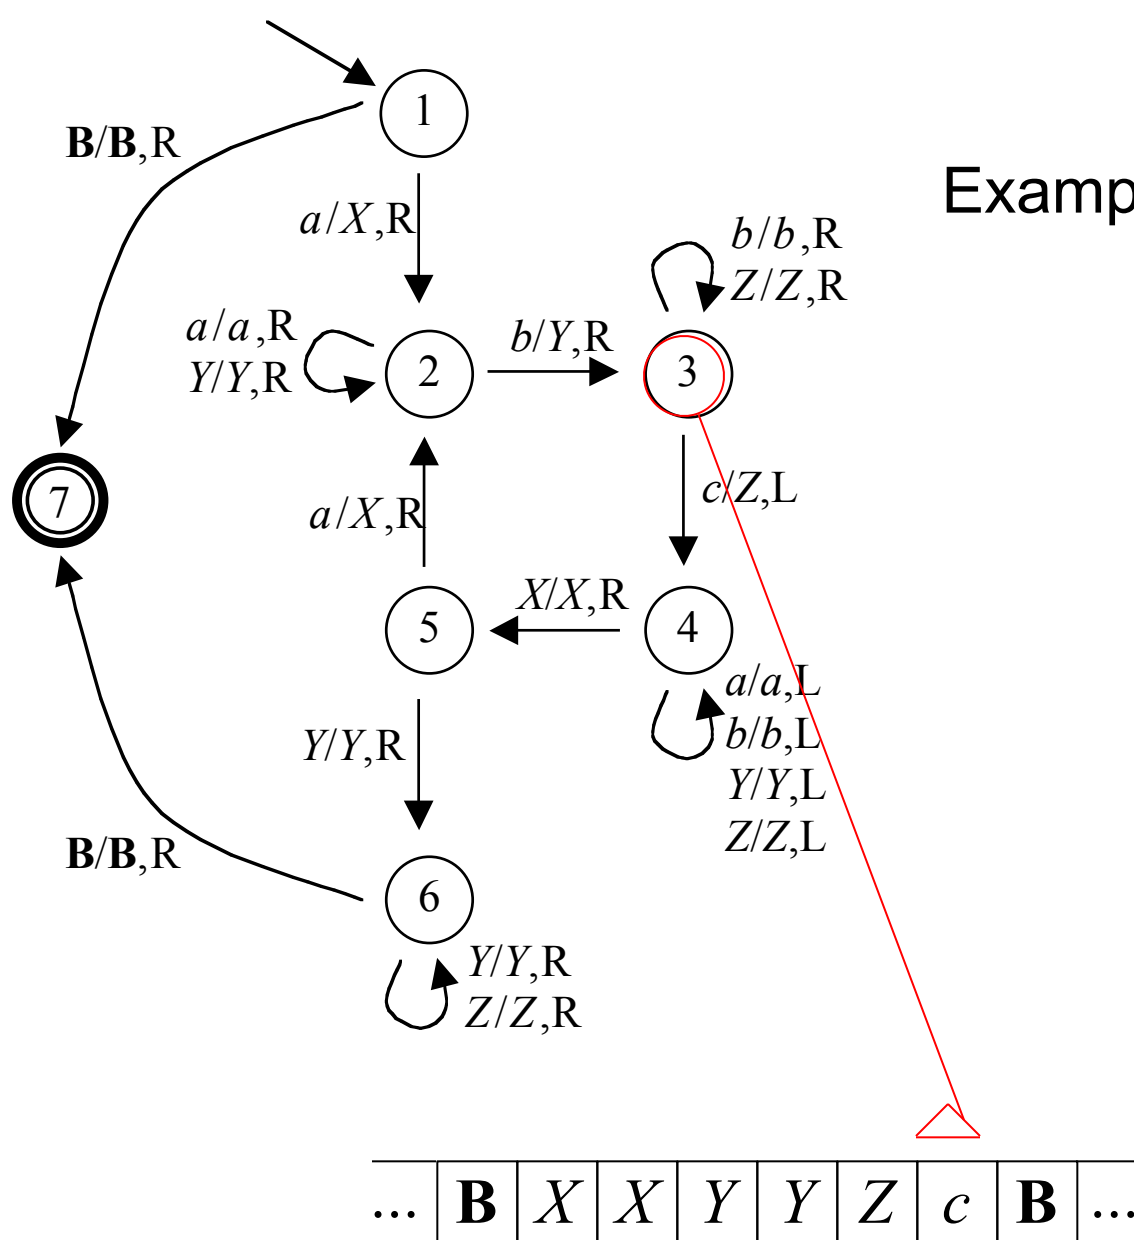 1
B/B,R
Examp
a/X,R
b/b,R
Z/Z,R
a/a,R
Y/Y,R
2
b/Y,R
3
7
c/Z,L
a/X,R
X/X,R
5
4
a/a,L
b/b,L
Y/Y,L
Z/Z,L
Y/Y,R
B/B,R
6
Y/Y,R
Z/Z,R
... B X X Y Y Z c B ...